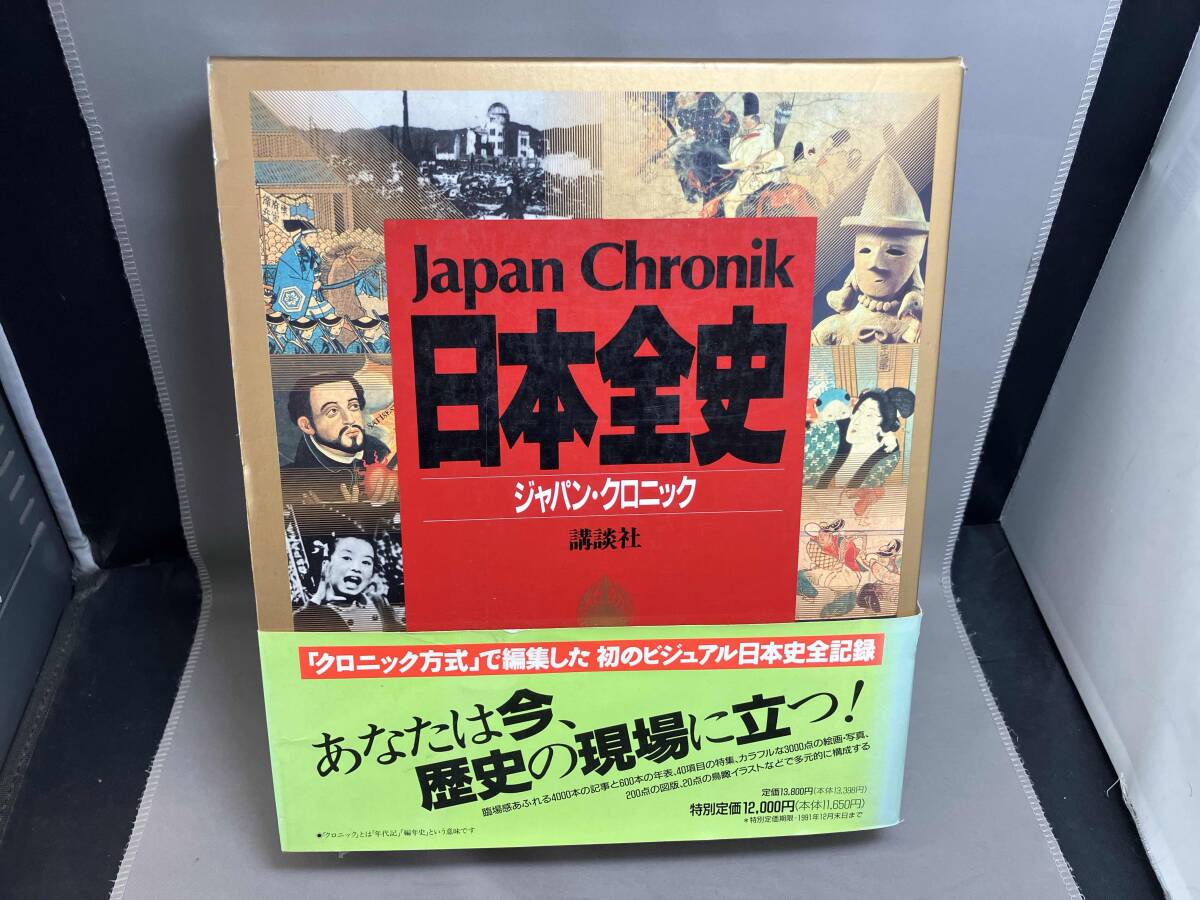 Japan Chronik
日本全史
ジャパン・クロニック
講談社
「クロニック方式」で編集した 初のビジュアル日本史全記録
あなたは今、
歴史の現場に立つ!
臨場感あふれる4000本の記事と600本の年表、40項目の特集、カラフルな3000点の絵画・写真、
200点の図版、20点の鳥瞰イラストなどで多元的に構成する
定価13,800円(本体13,398円)
特別定価12,000円(本体11,650円)
*特別定価期限-1991年12月末日まで
●「クロニック」とは「年代記」「編年史」という意味です